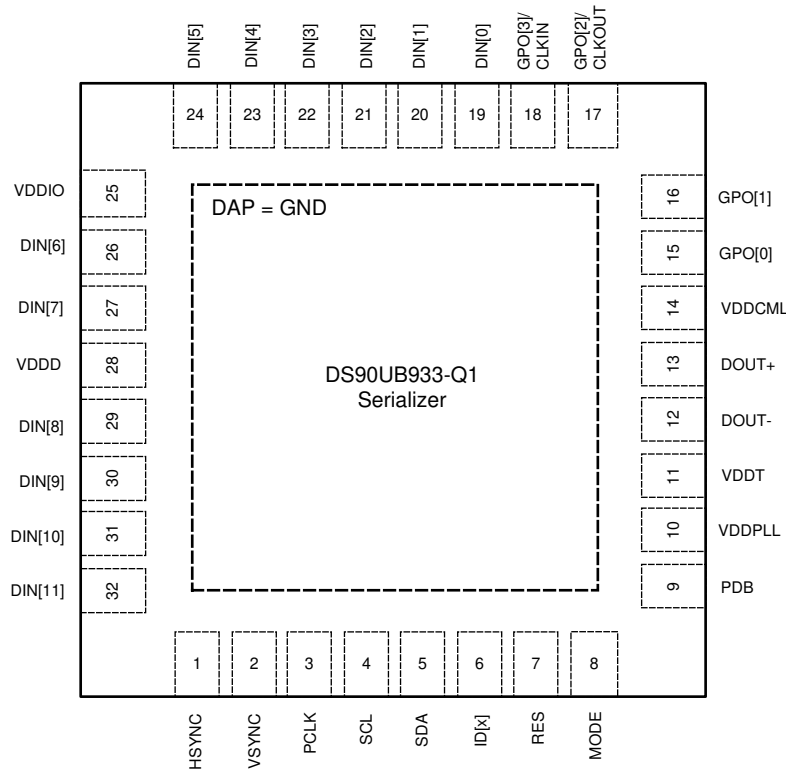 DIN[5]
DIN[4]
DIN[3]
DIN[2]
DIN[1]
DIN[0]
GPO[3]/
CLKIN
GPO[2]/
CLKOUT
24
23
22
21
20
19
18
17
VDDIO
25
DIN[6]
26
DIN[7]
27
VDDD
28
DIN[8]
29
DIN[9]
30
DIN[10]
31
DIN[11]
32
DAP = GND
DS90UB933-Q1
Serializer
16
GPO[1]
15
GPO[0]
14
VDDCML
13
DOUT+
12
DOUT-
11
VDDT
10
VDDPLL
9
PDB
1
2
3
4
5
6
7
8
HSYNC
VSYNC
PCLK
SCL
SDA
ID[x]
RES
MODE